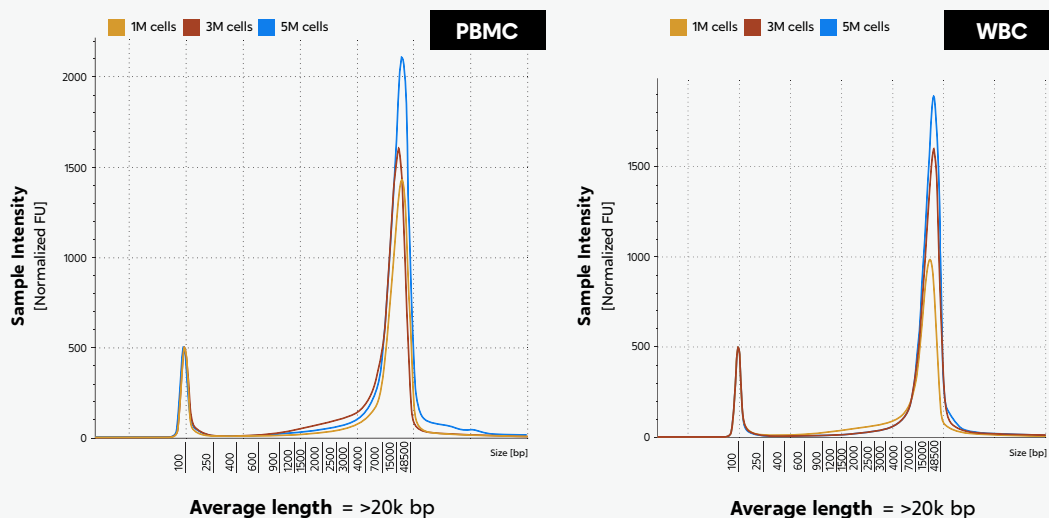 1M cells 3M cells 5M cells
PBMC
2000
1500
1000
500
0
Sample Intensity
[Normalized FU]
100 250 400 600 900 1200 1500 2000 2500 3000 4000 7000 15000 48500
Size [bp]
Average length = >20k bp
1M cells 3M cells 5M cells
WBC
1500
1000
500
0
Sample Intensity
[Normalized FU]
100 250 400 600 900 1200 1500 2000 2500 3000 4000 7000 15000 48500
Size [bp]
Average length = >20k bp